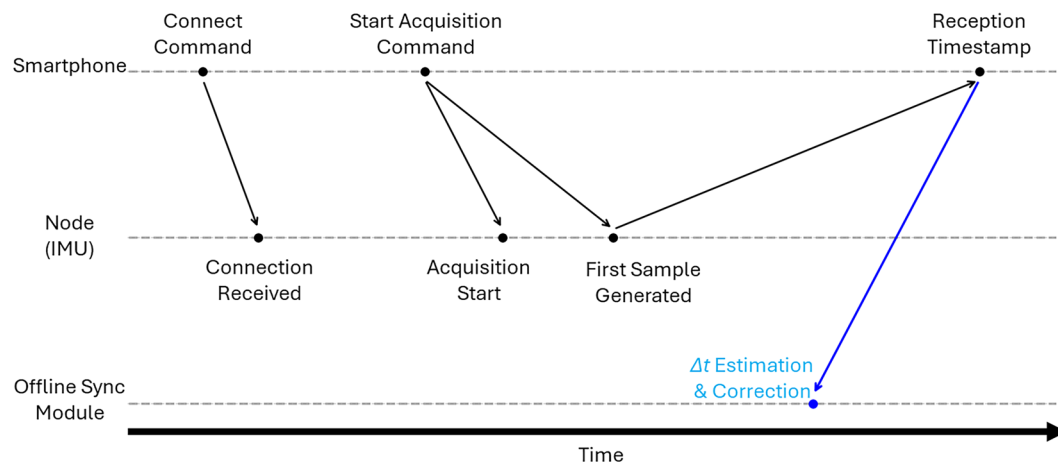 Connect
Command
Start Acquisition
Command
Reception
Timestamp
Smartphone
Node
(IMU)
Connection
Received
Acquisition
Start
First Sample
Generated
Δt Estimation
& Correction
Offline Sync
Module
Time